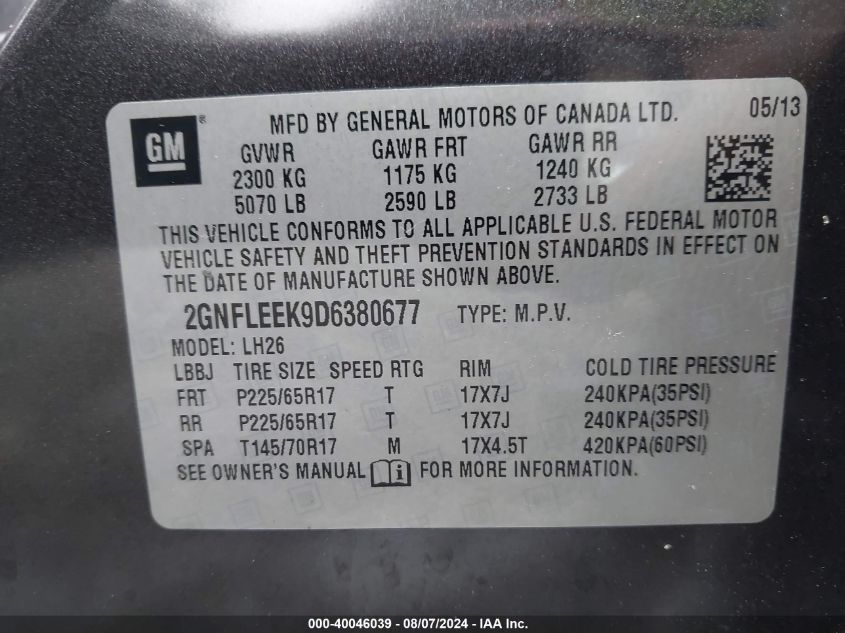 GM ®
MFD BY GENERAL MOTORS OF CANADA LTD. 05/13
GVWR GAWR FRT GAWR RR
2300 KG 1175 KG 1240 KG
5070 LB 2590 LB 2733 LB
THIS VEHICLE CONFORMS TO ALL APPLICABLE U.S. FEDERAL MOTOR
VEHICLE SAFETY AND THEFT PREVENTION STANDARDS IN EFFECT ON
THE DATE OF MANUFACTURE SHOWN ABOVE.
2GNFLEEK9D6380677 TYPE: M.P.V.
MODEL: LH26
LBBJ TIRE SIZE SPEED RTG RIM COLD TIRE PRESSURE
FRT P225/65R17 T 17X7J 240KPA(35PSI)
RR P225/65R17 T 17X7J 240KPA(35PSI)
SPA T145/70R17 M 17X4.5T 420KPA(60PSI)
SEE OWNER'S MANUAL i FOR MORE INFORMATION.
000-40046039 - 08/07/2024 - IAA Inc.